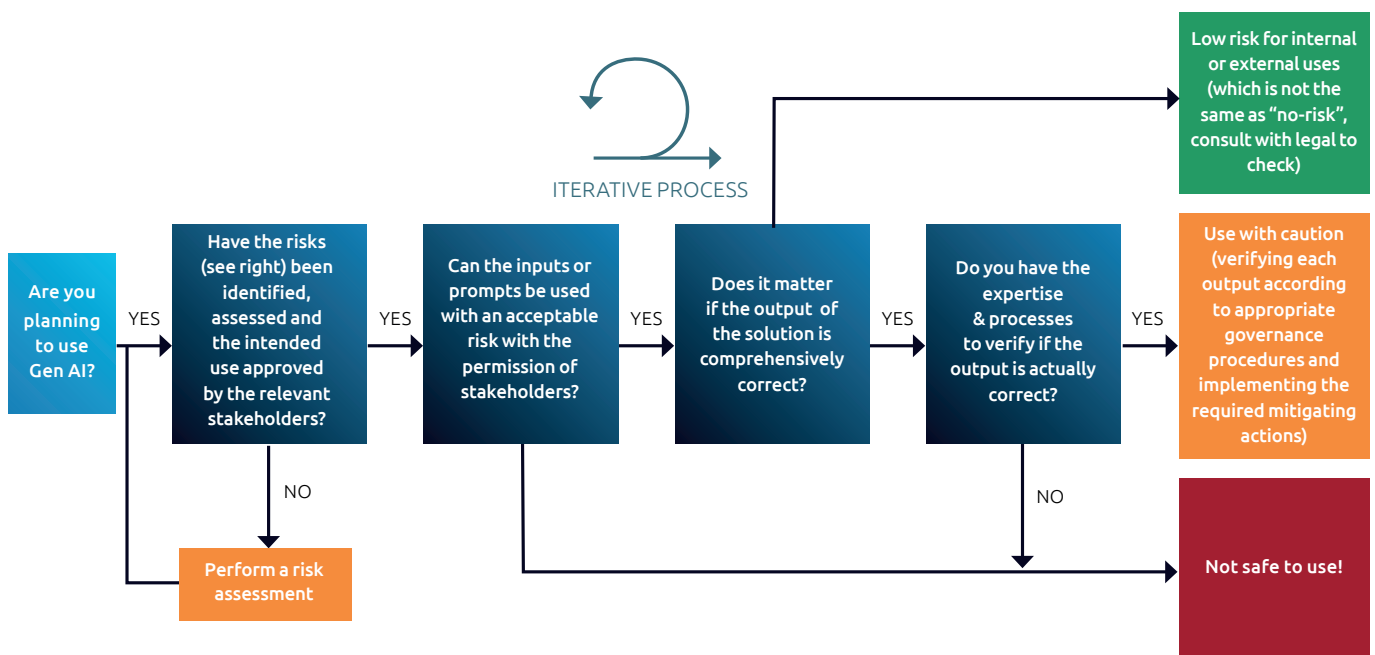 Are you
planning
to use
Gen AI?
YES
Have the risks
(see right) been
identified,
assessed and
the intended
use approved
by the relevant
stakeholders?
NO
Perform a risk
assessment
YES
Can the inputs or
prompts be used
with an acceptable
risk with the
permission of
stakeholders?
YES
ITERATIVE PROCESS
Does it matter
if the output of
the solution is
comprehensively
correct?
YES
Do you have the
expertise
& processes
to verify if the
output is actually
correct?
NO
YES
Low risk for internal
or external uses
(which is not the
same as “no-risk”,
consult with legal to
check)
Use with caution
(verifying each
output according
to appropriate
governance
procedures and
implementing the
required mitigating
actions)
Not safe to use!